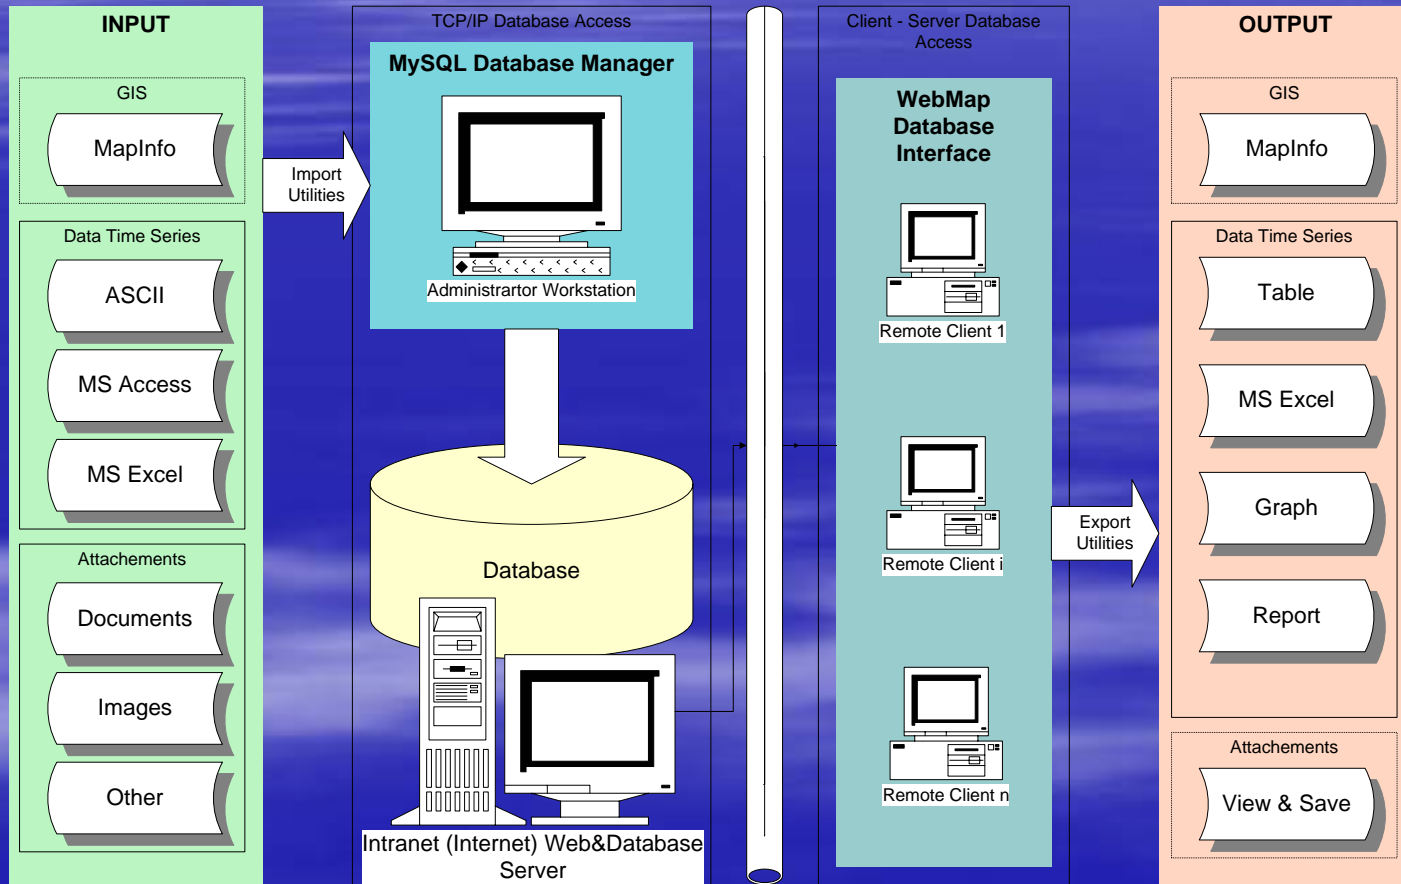 INPUT
GIS
MapInfo
Data Time Series
ASCII
MS Access
MS Excel
Attachements
Documents
Images
Other
Import
Utilities
TCP/IP Database Access
MySQL Database Manager
Administrartor Workstation
Database
Intranet (Internet) Web&Database
Server
Client - Server Database
Access
WebMap
Database
Interface
Remote Client 1
Remote Client i
Remote Client n
Export
Utilities
OUTPUT
GIS
MapInfo
Data Time Series
Table
MS Excel
Graph
Report
Attachements
View & Save